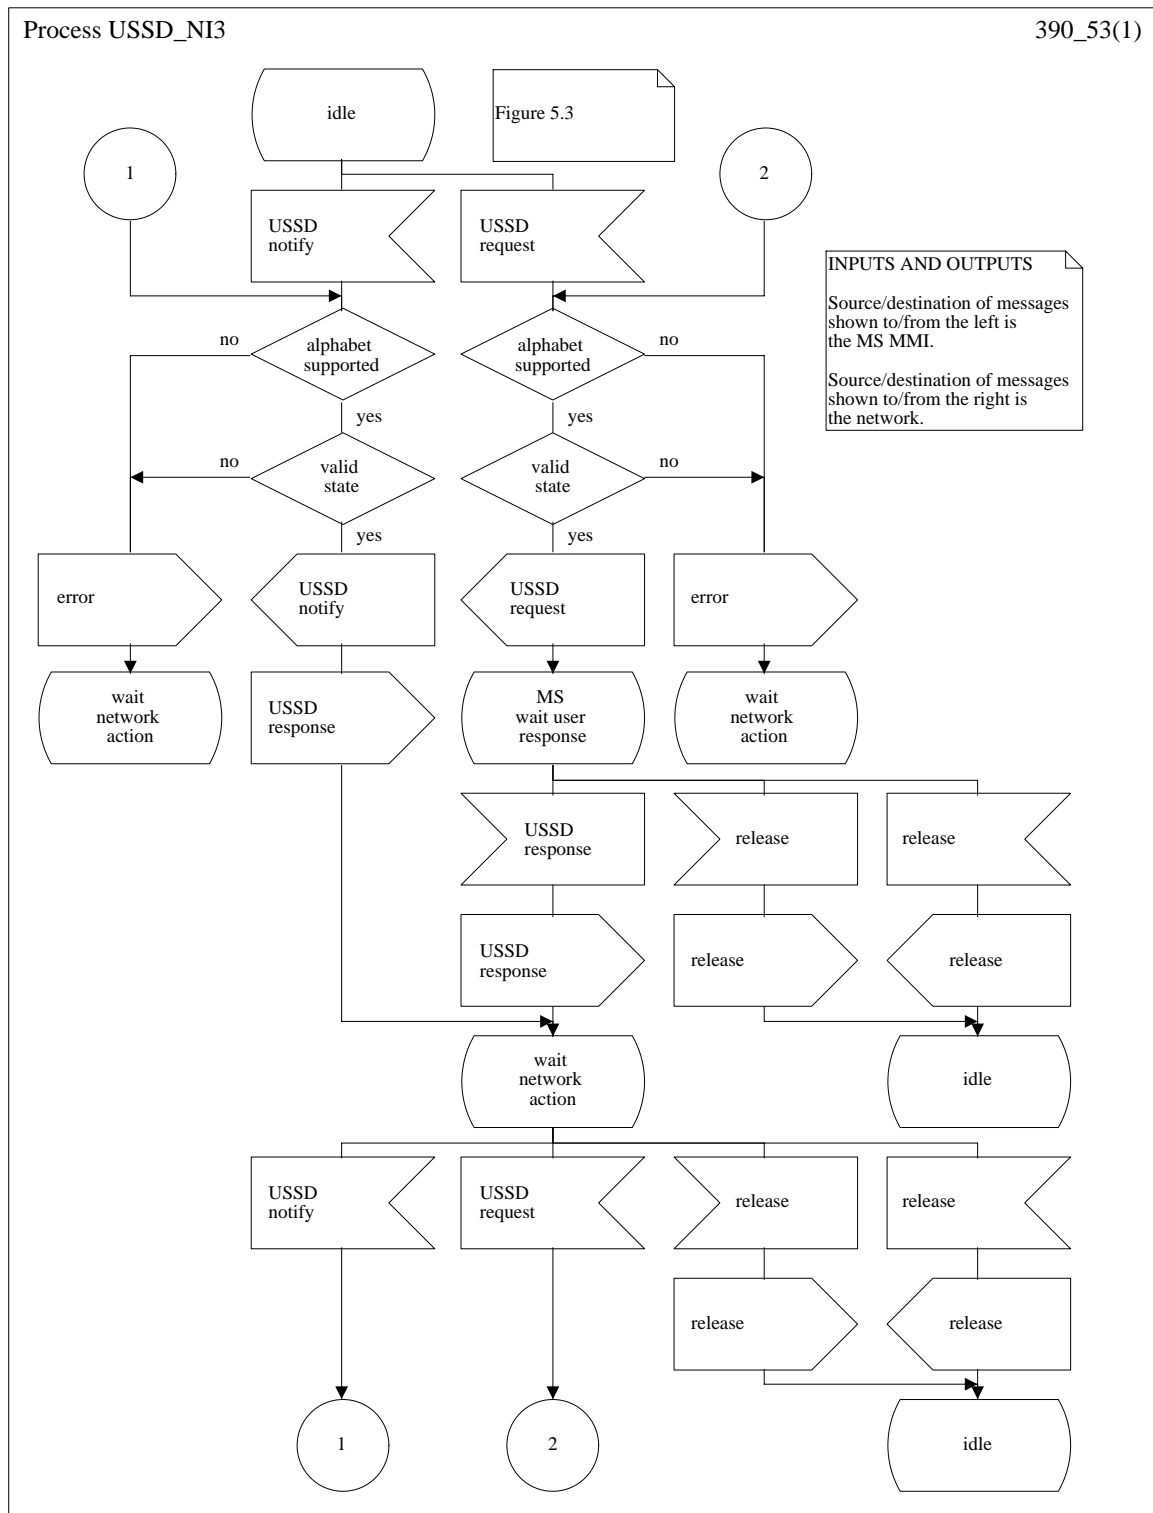 Process USSD_NI3
390_53(1)
idle
Figure 5.3
1
2
USSD
notify
USSD
request
INPUTS AND OUTPUTS
Source/destination of messages
shown to/from the left is
the MS MMI.
Source/destination of messages
shown to/from the right is
the network.
no
alphabet
supported
alphabet
supported
no
yes
yes
no
valid
state
valid
state
no
yes
yes
error
USSD
notify
USSD
request
error
wait
network
action
USSD
response
MS
wait user
response
wait
network
action
USSD
response
release
release
USSD
response
release
release
wait
network
action
idle
USSD
notify
USSD
request
release
release
release
release
1
2
idle